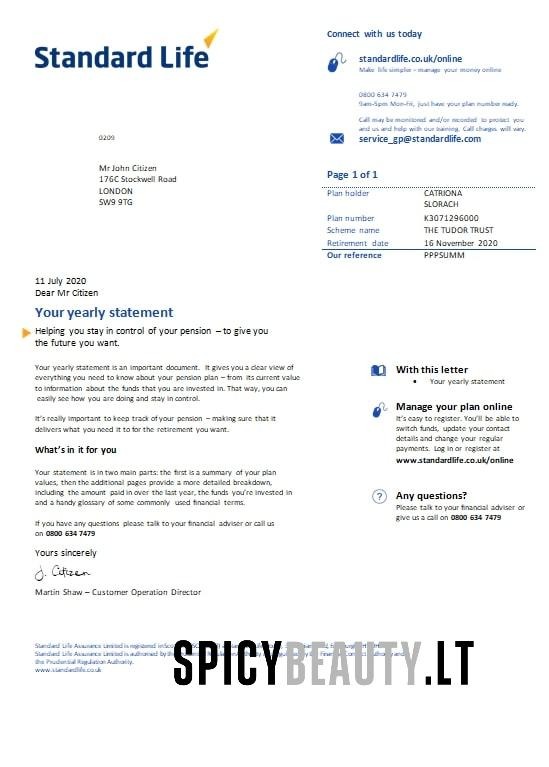 Standard Life
Connect with us today
standardlife.co.uk/online
Make life simpler – manage your money online
0800 634 7479
9am-5pm Mon-Fri, just have your plan number ready.
Call may be monitored and/or recorded to protect you
and us and help with our training. Call charges will vary.
service_gp@standardlife.com
0209
Mr John Citizen
176C Stockwell Road
LONDON
SW9 9TG
Page 1 of 1
Plan holder CATRIONA
SLORACH
Plan number K3071296000
Scheme name THE TUDOR TRUST
Retirement date 16 November 2020
Our reference PPPSUMM
11 July 2020
Dear Mr Citizen
Your yearly statement
Helping you stay in control of your pension – to give you
the future you want.
Your yearly statement is an important document. It gives you a clear view of
everything you need to know about your pension plan – from its current value
to information about the funds that you are invested in. That way, you can
easily see how you are doing and stay in control.
It's really important to keep track of your pension – making sure that it
delivers what you need it to for the retirement you want.
What's in it for you
Your statement is in two main parts: the first is a summary of your plan
values, then the additional pages provide a more detailed breakdown,
including the amount paid in over the last year, the funds you're invested in
and a handy glossary of some commonly used financial terms.
If you have any questions please talk to your financial adviser or call us
on 0800 634 7479
Yours sincerely
J. Citizen
Martin Shaw – Customer Operation Director
With this letter
• Your yearly statement
Manage your plan online
It's easy to register. You'll be able to
switch funds, update your contact
details and change your regular
payments. Log in or register at
www.standardlife.co.uk/online
Any questions?
Please talk to your financial adviser or
give us a call on 0800 634 7479
Standard Life Assurance Limited is registered in
Standard Life Assurance Limited is authorised by
the Prudential Regulation Authority.
www.standardlife.co.uk
SPICYBEAUTY.LT